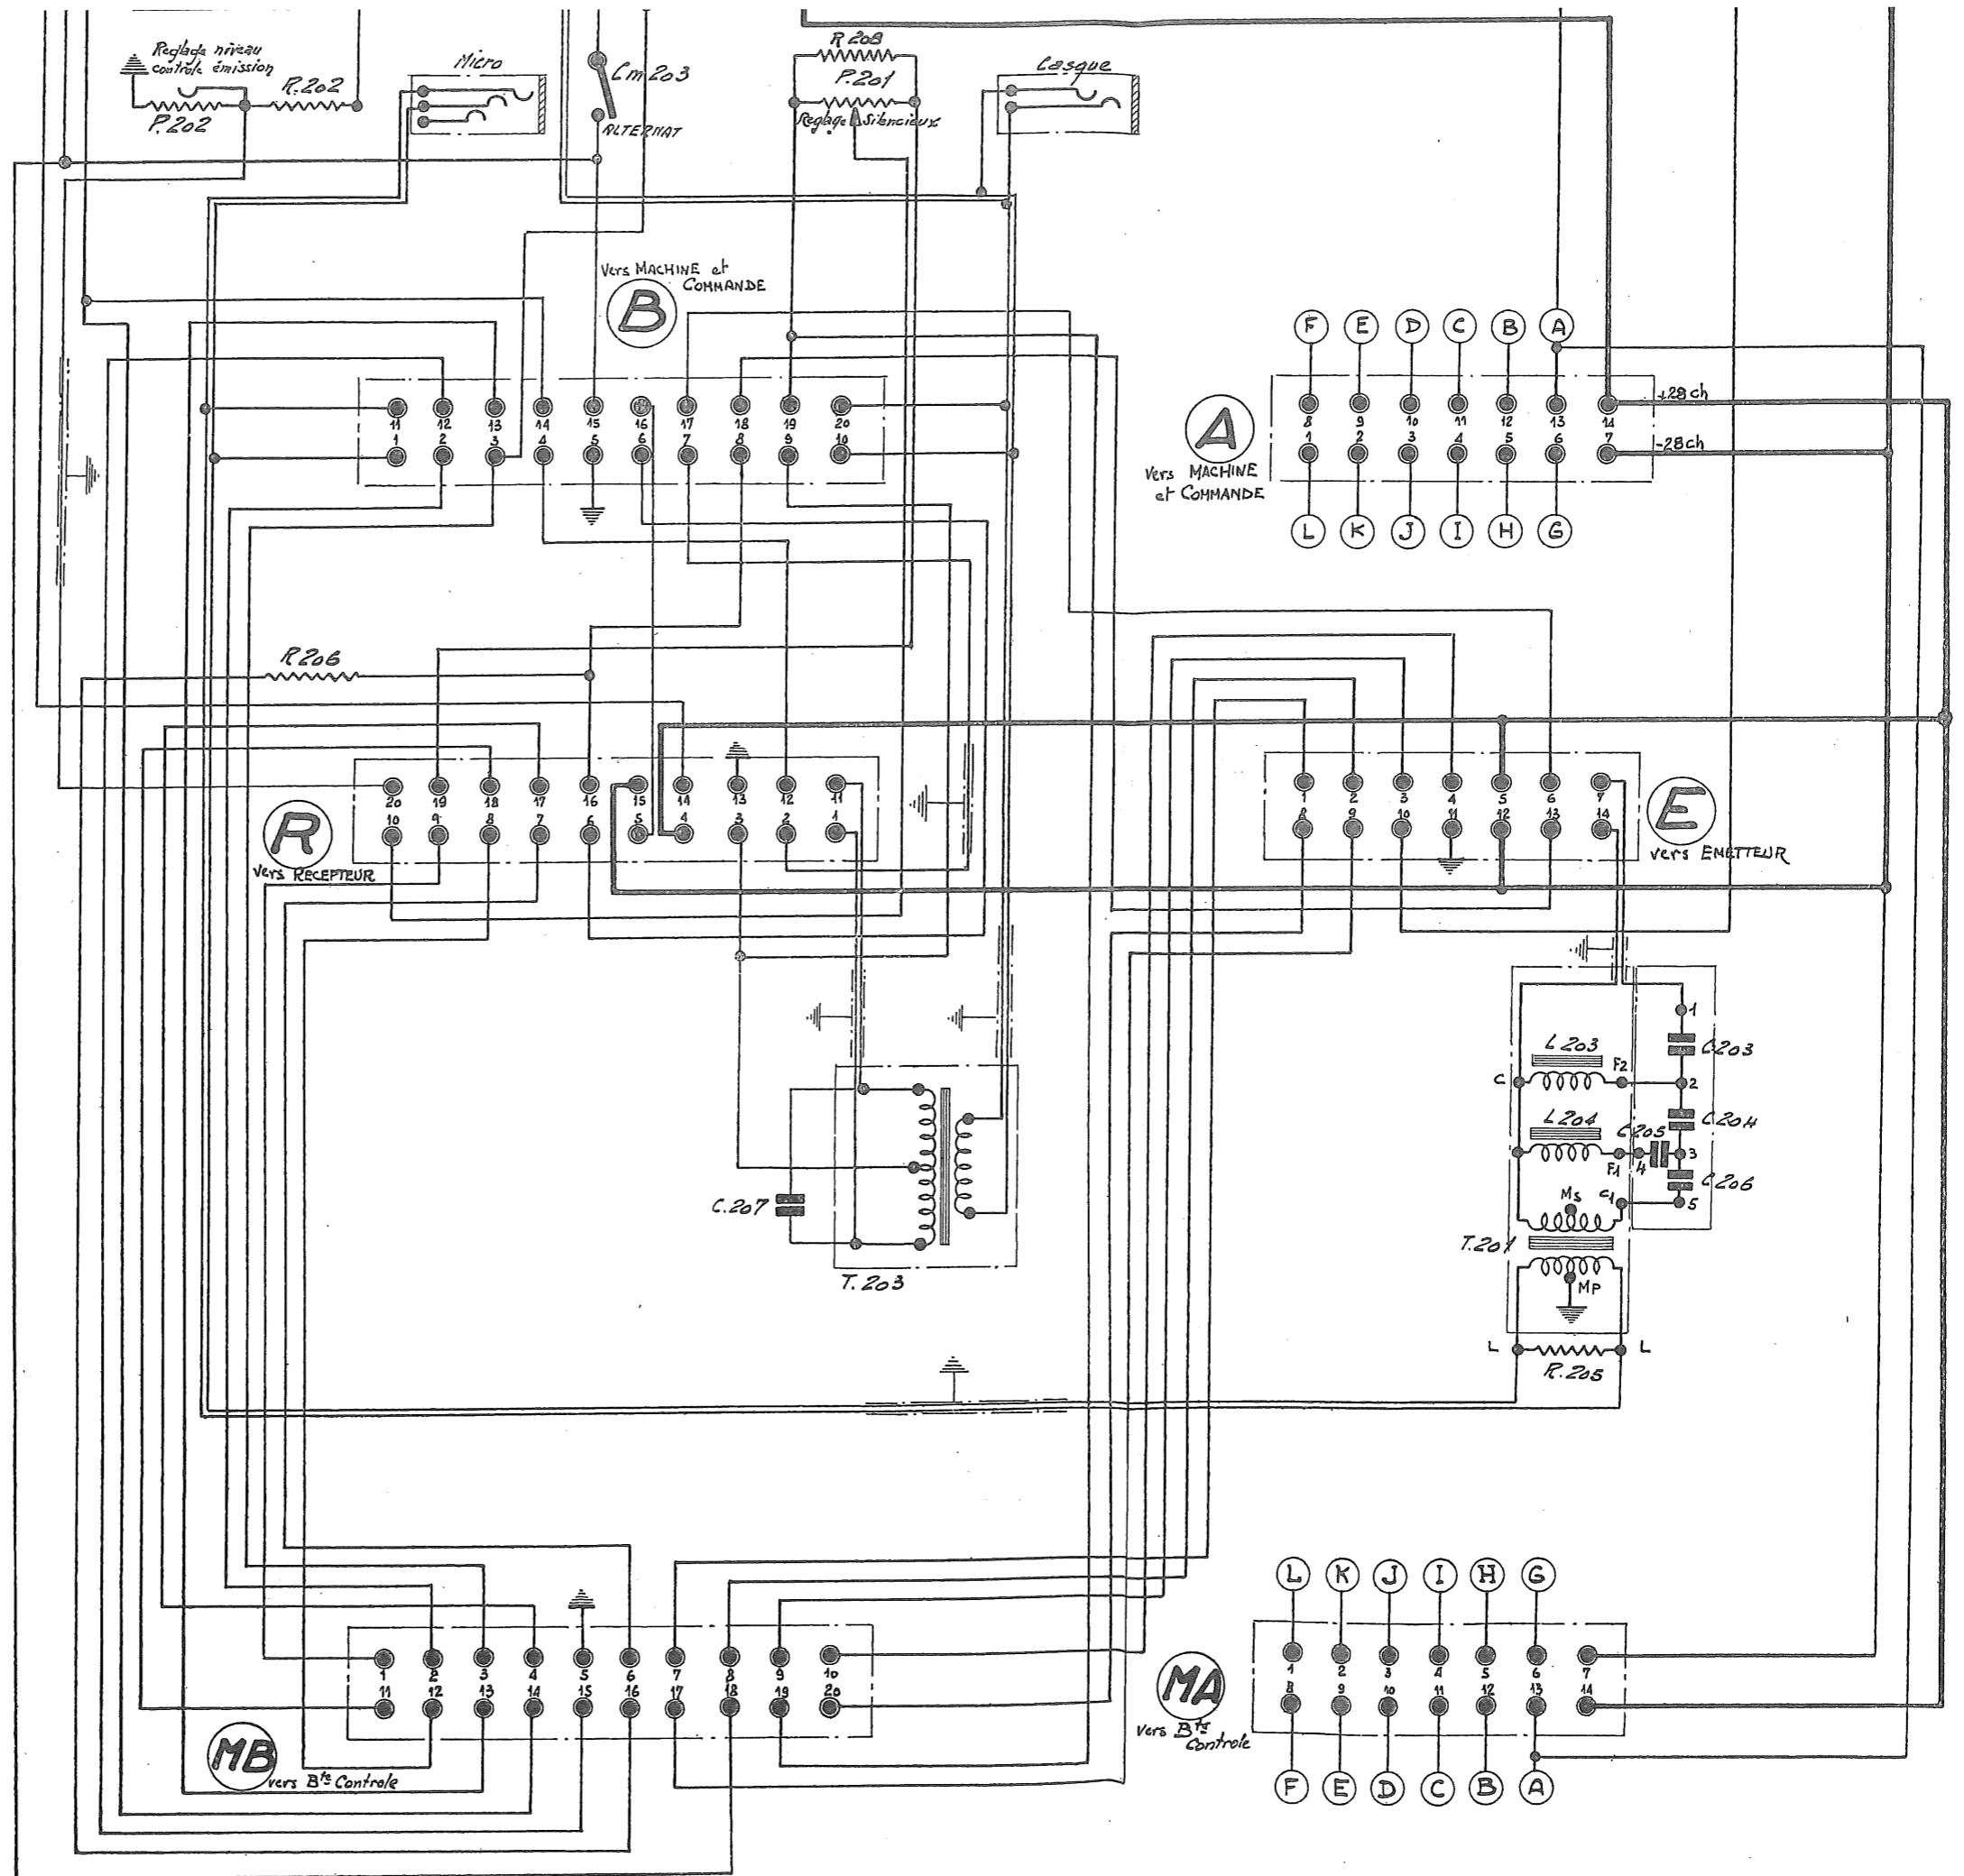 Reglage niveau
controle émission
R.202
P.202
Micro
Cm 203
ALTERNAT
R 208
P.201
Reglage Silencieux
Casque
Vers MACHINE et
COMMANDE
B
11 12 13 14 15 16 17 18 19 20
1 2 3 4 5 6 7 8 9 10
F E D C B A
+28ch
8 9 10 11 12 13 14
1 2 3 4 5 6 7
-28ch
A
Vers MACHINE
et COMMANDE
L K J I H G
R 206
R
Vers RECEPTEUR
20 19 18 17 16 15 14 13 12 11
10 9 8 7 6 5 4 3 2 1
1 2 3 4 5 6 7
8 9 10 11 12 13 14
E
vers EMETTEUR
1
L 203
C 203
C
F2
2
L 204
C 205
C 204
F1
4
3
C 206
Ms
C1
5
T.201
MP
L
L
R.205
C.207
T.203
1 2 3 4 5 6 7 8 9 10
11 12 13 14 15 16 17 18 19 20
MB
vers Bte Controle
L K J I H G
1 2 3 4 5 6 7
8 9 10 11 12 13 14
MA
vers Bte
Controle
F E D C B A